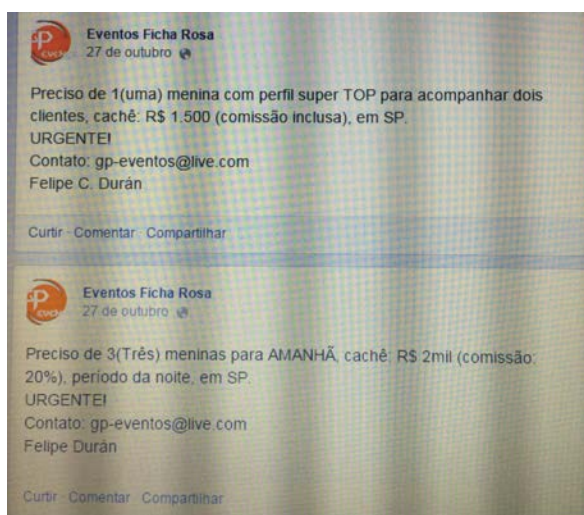 Eventos Ficha Rosa
27 de outubro
Preciso de 1(uma) menina com perfil super TOP para acompanhar dois
clientes, cachê: R$ 1.500 (comissão inclusa), em SP.
URGENTE!
Contato: gp-eventos@live.com
Felipe C. Durán
Curtir · Comentar · Compartilhar
Eventos Ficha Rosa
27 de outubro
Preciso de 3(Três) meninas para AMANHÃ, cachê: R$ 2mil (comissão:
20%), período da noite, em SP.
URGENTE!
Contato: gp-eventos@live.com
Felipe Durán
Curtir · Comentar · Compartilhar